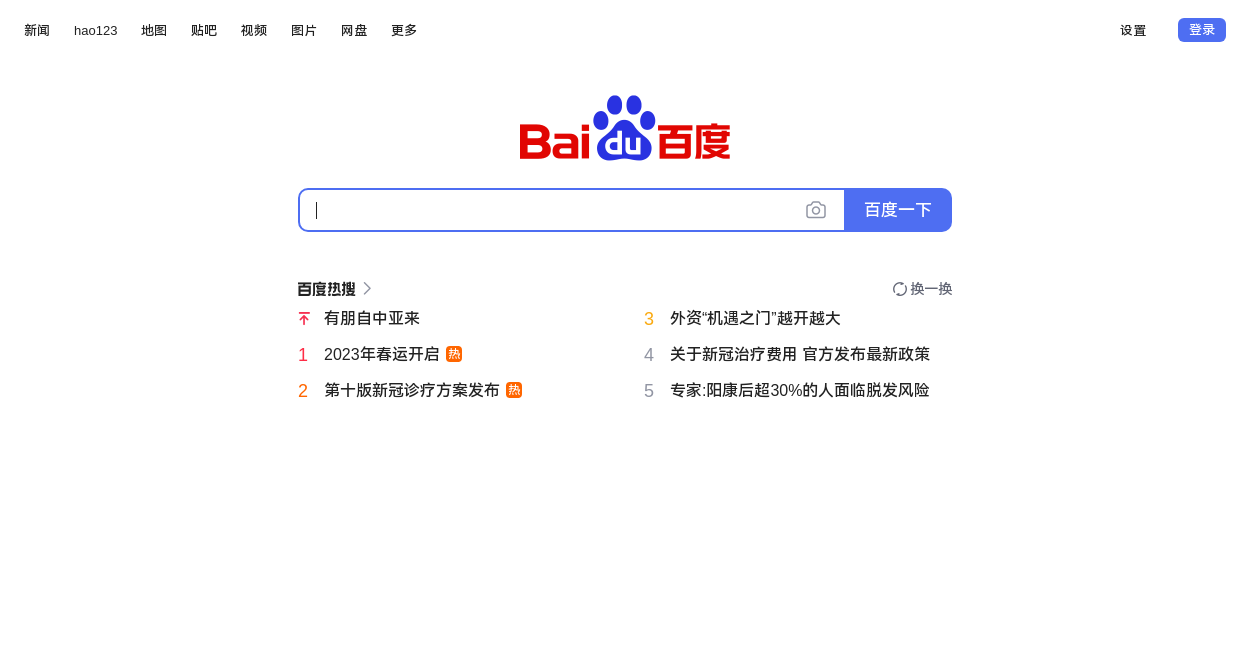 新闻 hao123 地图 贴吧 视频 图片 网盘 更多 设置 登录
Bai du 百度
百度一下
百度热搜 换一换
有朋自中亚来
1 2023年春运开启 热
2 第十版新冠诊疗方案发布 热
3 外资“机遇之门”越开越大
4 关于新冠治疗费用 官方发布最新政策
5 专家:阳康后超30%的人面临脱发风险